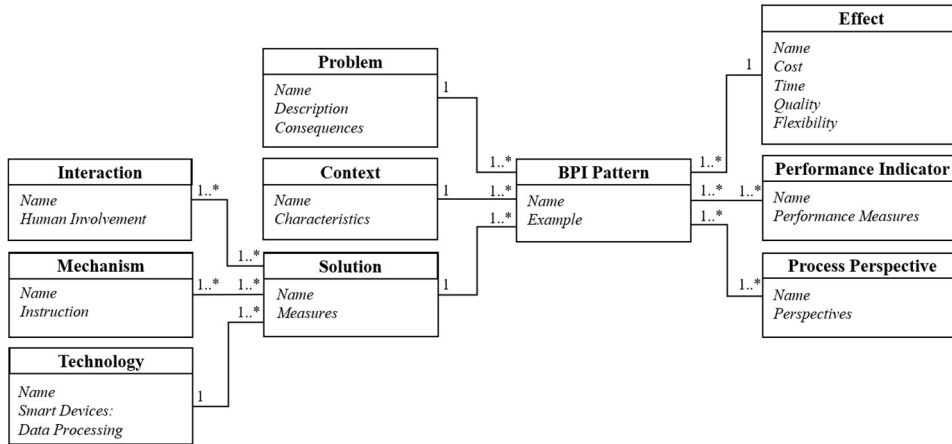 Effect
Name
Cost
Time
Quality
Flexibility
1
1..*
Problem
Name
Description
Consequences
1
1..*
Interaction
Name
Human Involvement
1..*
1..*
Context
Name
Characteristics
1
1..*
BPI Pattern
Name
Example
1..*
1..*
Performance Indicator
Name
Performance Measures
Mechanism
Name
Instruction
1..*
1..*
Solution
Name
Measures
1
1..*
1..*
1..*
Process Perspective
Name
Perspectives
Technology
Name
Smart Devices:
Data Processing
1
1..*